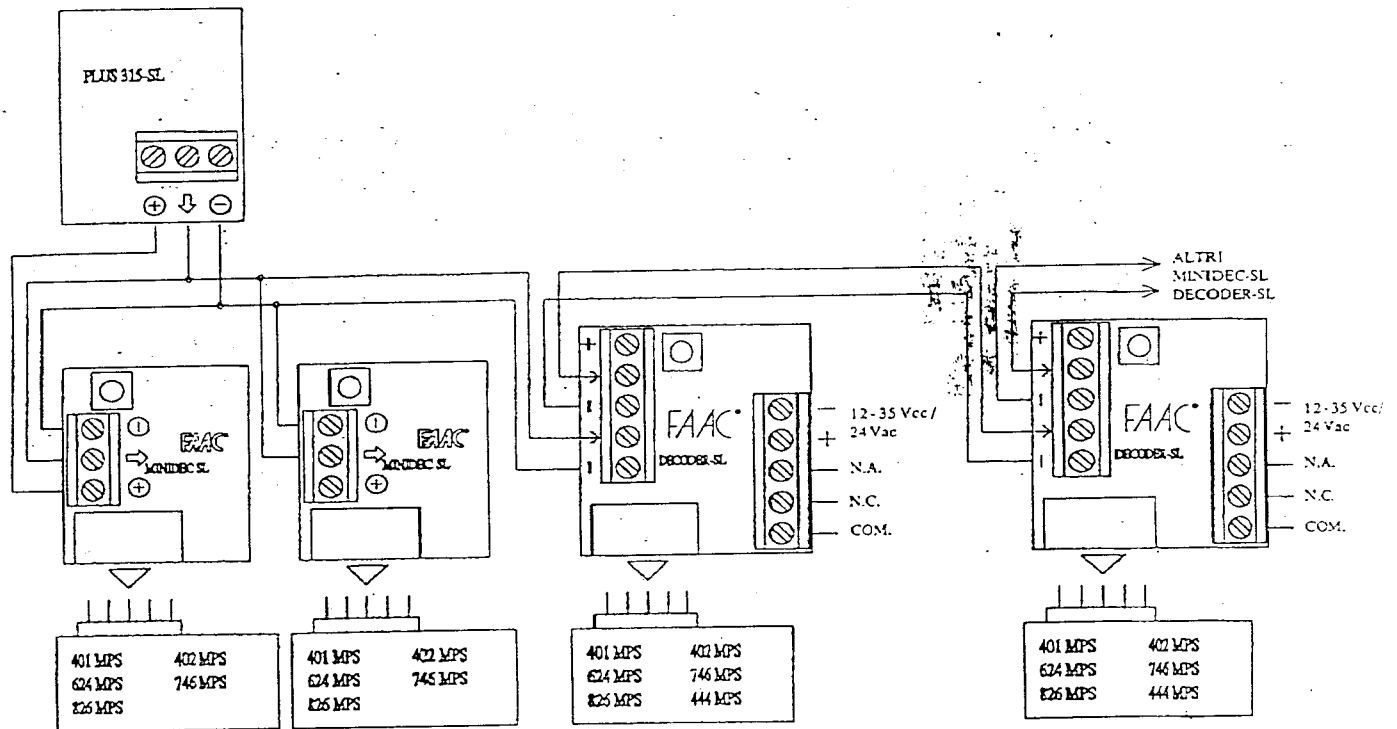 PLUS 315-SL
+ ⇩ −
ALTRI
MINIDEC-SL
DECODER-SL
FAAC
MINIDEC SL
FAAC
MINIDEC SL
FAAC
DECODER-SL
− 12-35 Vcc/
+ 24 Vac
N.A.
N.C.
COM.
FAAC
DECODER-SL
− 12-35 Vcc/
+ 24 Vac
N.A.
N.C.
COM.
401 MPS 402 MPS
624 MPS 746 MPS
826 MPS
401 MPS 402 MPS
624 MPS 746 MPS
826 MPS
401 MPS 402 MPS
624 MPS 746 MPS
826 MPS 444 MPS
401 MPS 402 MPS
624 MPS 746 MPS
826 MPS 444 MPS